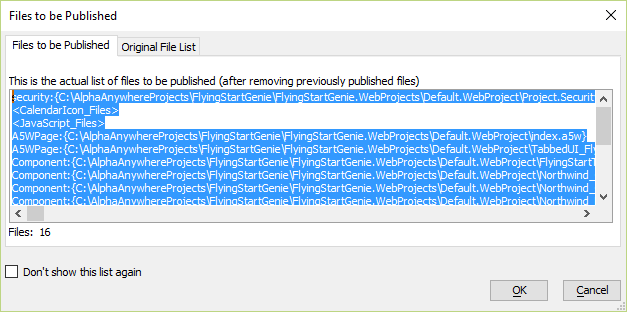 Files to be Published
Files to be Published
Original File List
This is the actual list of files to be published (after removing previously published files)
security:{C:\AlphaAnywhereProjects\FlyingStartGenie\FlyingStartGenie.WebProjects\Default.WebProject\Project.Securit
<CalendarIcon_Files>
<JavaScript_Files>
A5WPage:{C:\AlphaAnywhereProjects\FlyingStartGenie\FlyingStartGenie.WebProjects\Default.WebProject\index.a5w}
A5WPage:{C:\AlphaAnywhereProjects\FlyingStartGenie\FlyingStartGenie.WebProjects\Default.WebProject\TabbedUI_Fly
Component:{C:\AlphaAnywhereProjects\FlyingStartGenie\FlyingStartGenie.WebProjects\Default.WebProject\FlyingStart
Component:{C:\AlphaAnywhereProjects\FlyingStartGenie\FlyingStartGenie.WebProjects\Default.WebProject\Northwind_
Component:{C:\AlphaAnywhereProjects\FlyingStartGenie\FlyingStartGenie.WebProjects\Default.WebProject\Northwind_
Component:{C:\AlphaAnywhereProjects\FlyingStartGenie\FlyingStartGenie.WebProjects\Default.WebProject\Northwind_
Files: 16
Don't show this list again
OK
Cancel